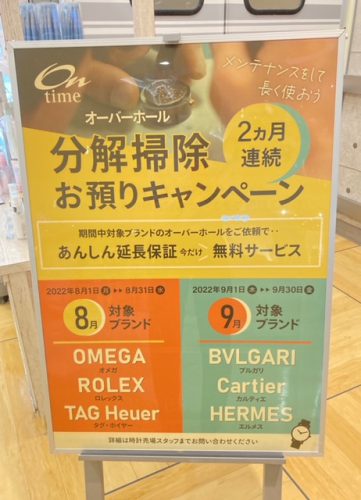 On
time
メンテナンスをして
長く使おう
オーバーホール
分解掃除
2ヵ月
連続
お預りキャンペーン
期間中対象ブランドのオーバーホールをご依頼で‥
あんしん延長保証 今だけ 無料サービス
2022年8月1日 月 ▸▸▸ 8月31日 水
8月 対象
ブランド
OMEGA
オメガ
ROLEX
ロレックス
TAG Heuer
タグ・ホイヤー
2022年9月1日 木 ▸▸▸ 9月30日 金
9月 対象
ブランド
BVLGARI
ブルガリ
Cartier
カルティエ
HERMES
エルメス
詳細は時計売場スタッフまでお問い合わせください